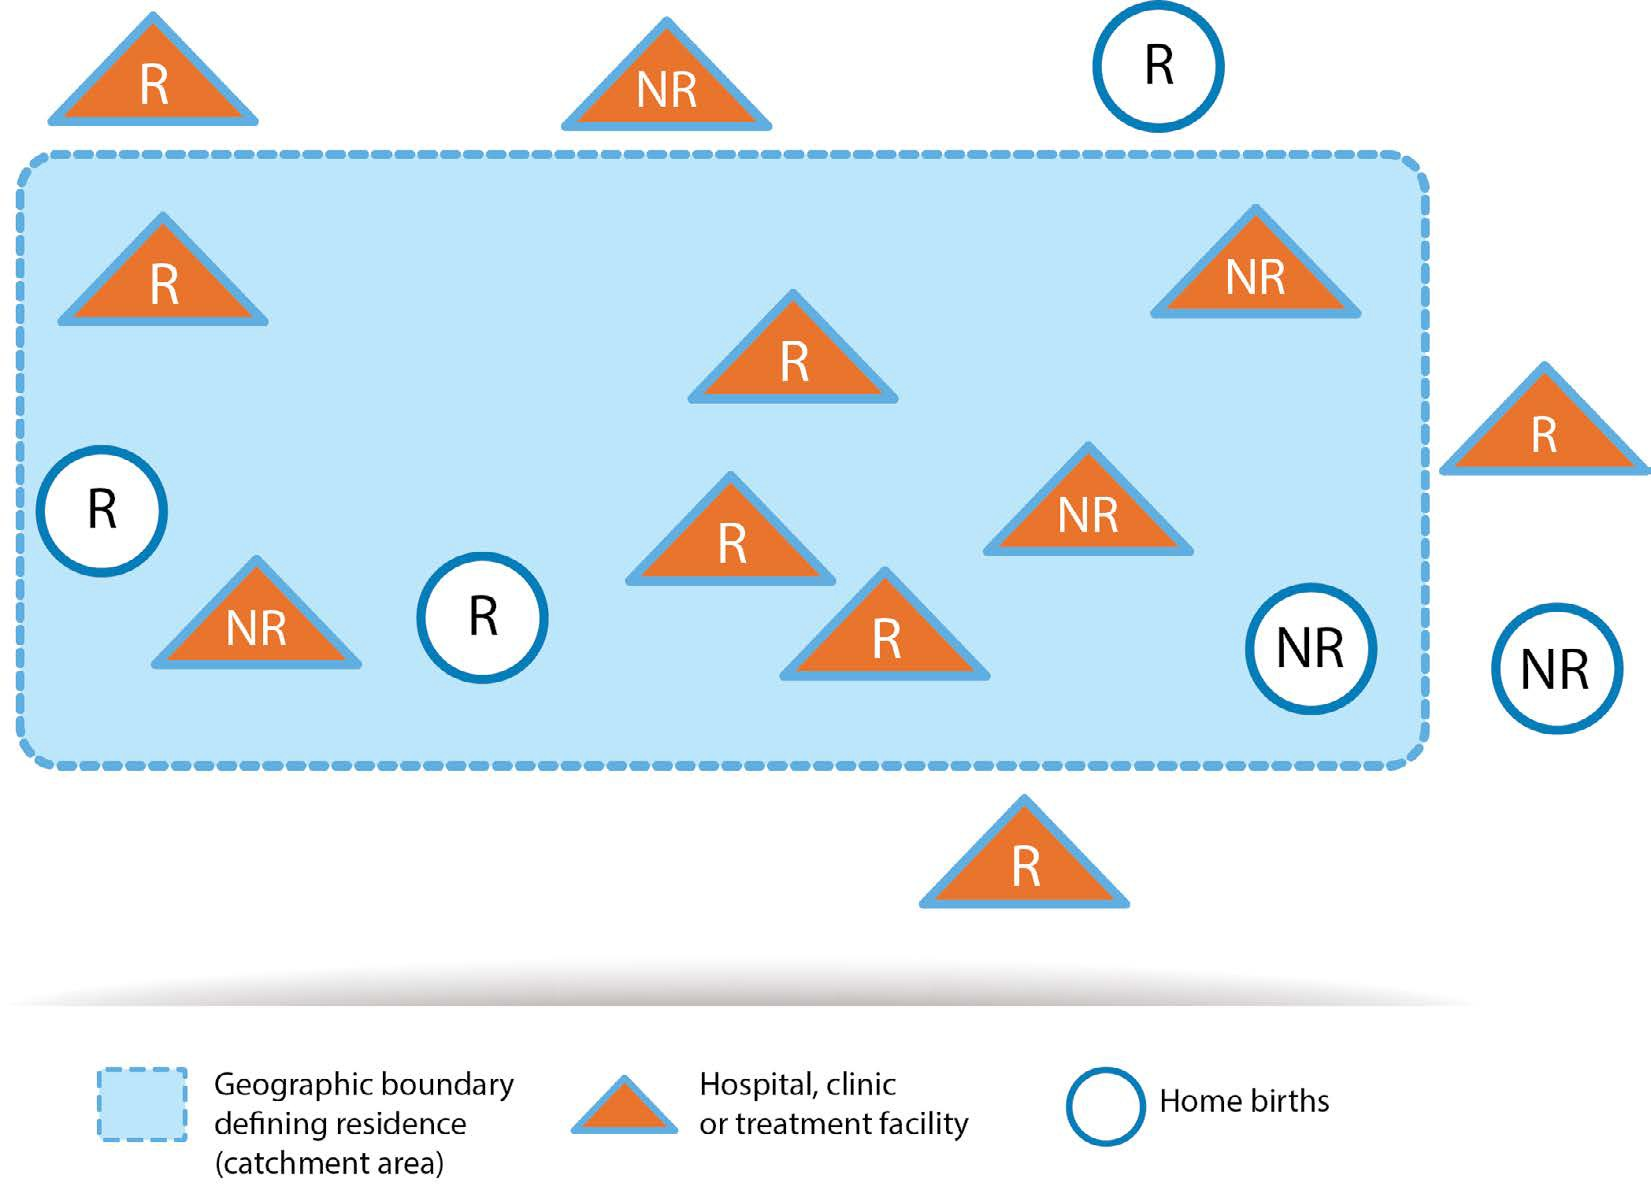 R
NR
R
R
NR
R
R
R
NR
R
NR
R
R
NR
NR
R
Geographic boundary
defining residence
(catchment area)
Hospital, clinic
or treatment facility
Home births